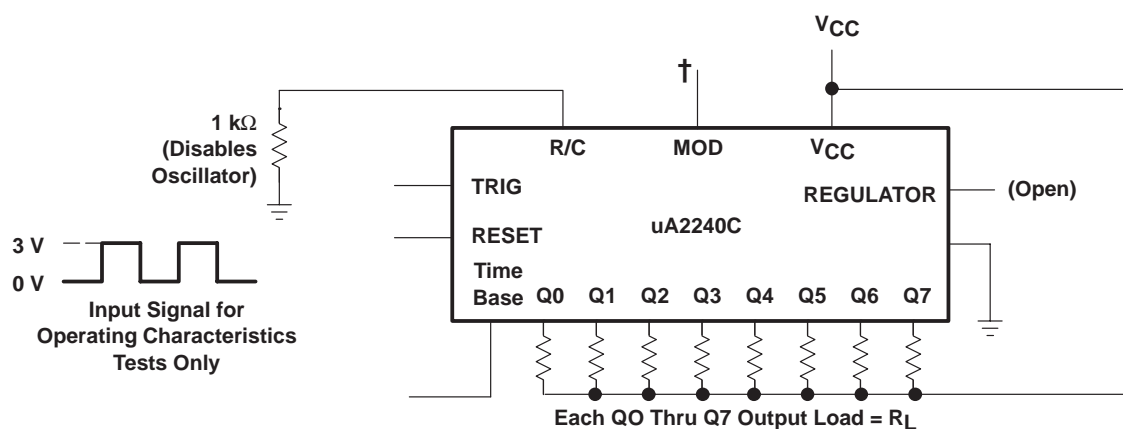 VCC
†
1 kΩ
(Disables
Oscillator)
R/C
MOD
VCC
TRIG
REGULATOR
(Open)
RESET
uA2240C
Time
Base
Q0 Q1 Q2 Q3 Q4 Q5 Q6 Q7
3 V
0 V
Input Signal for
Operating Characteristics
Tests Only
Each QO Thru Q7 Output Load = RL